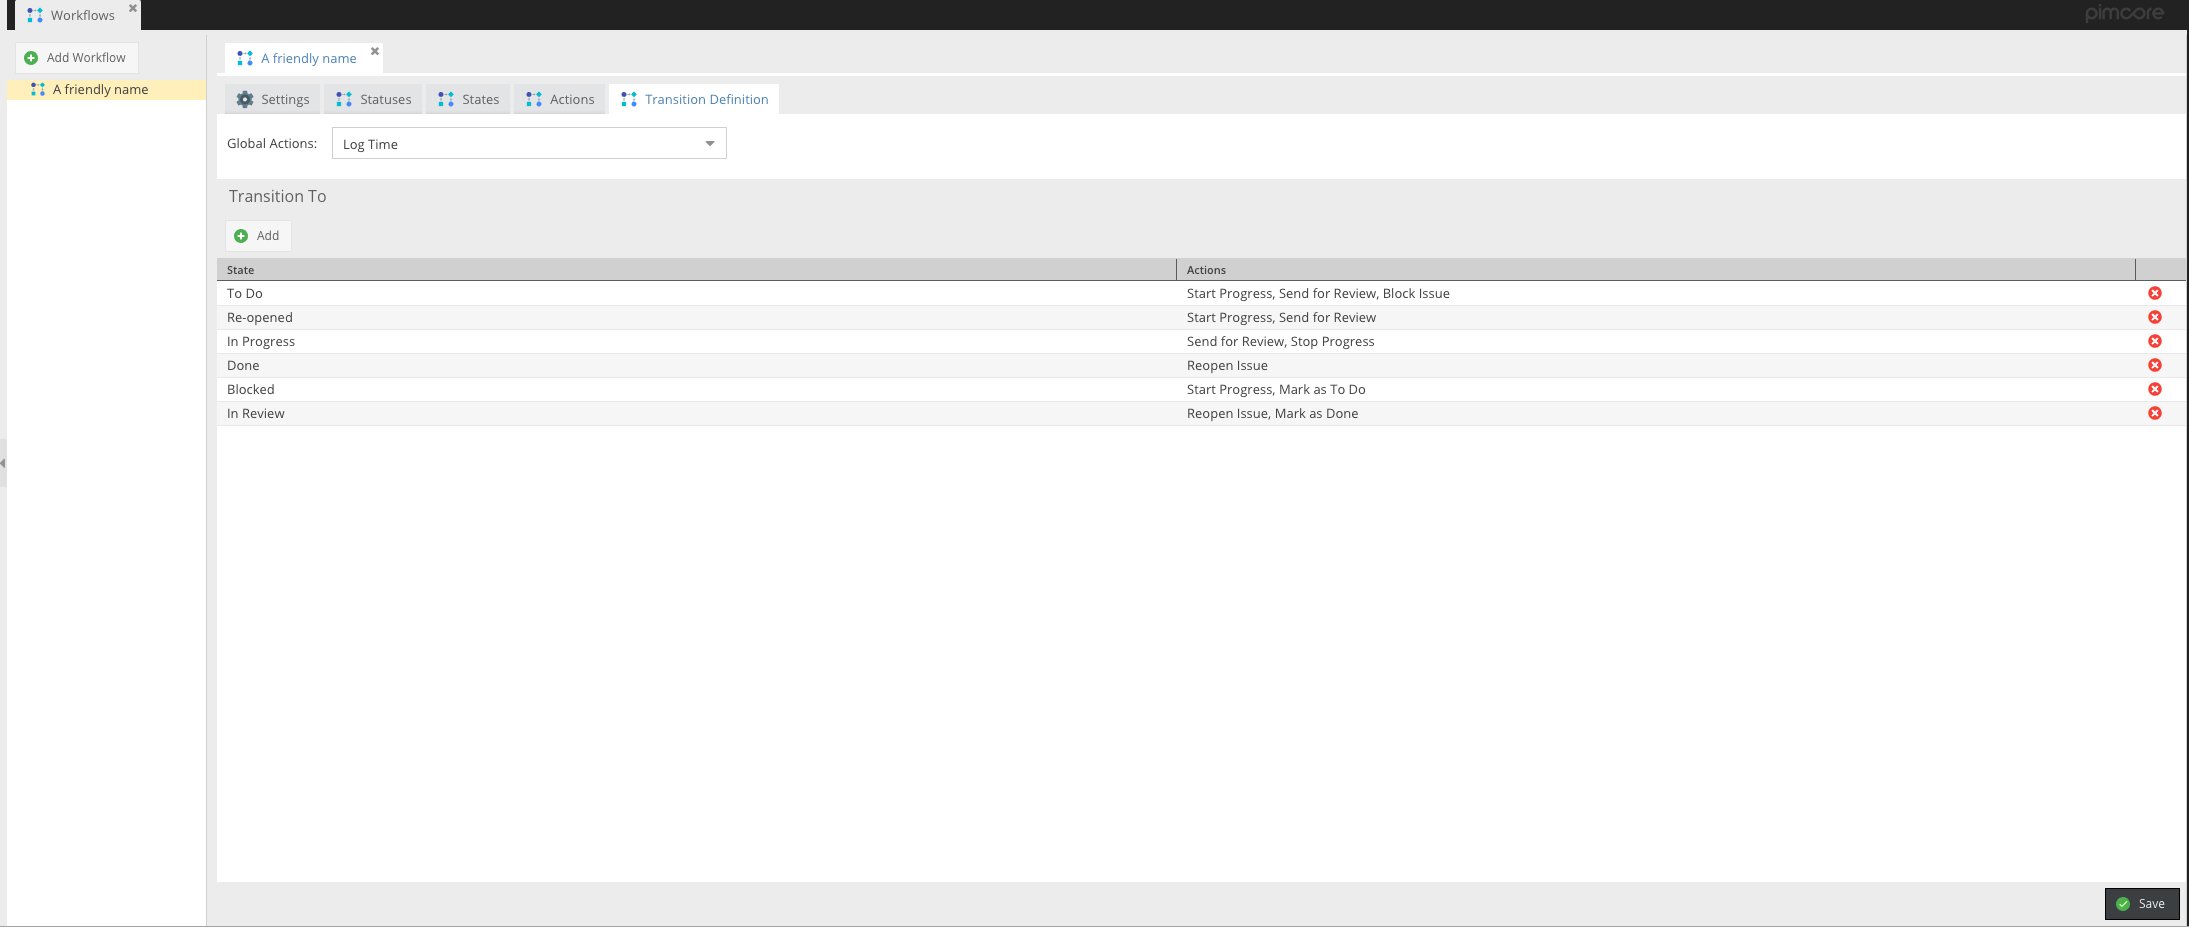 Workflows
pimcore
Add Workflow
A friendly name
A friendly name
Settings
Statuses
States
Actions
Transition Definition
Global Actions: Log Time
Transition To
Add
State Actions
To Do Start Progress, Send for Review, Block Issue
Re-opened Start Progress, Send for Review
In Progress Send for Review, Stop Progress
Done Reopen Issue
Blocked Start Progress, Mark as To Do
In Review Reopen Issue, Mark as Done
Save